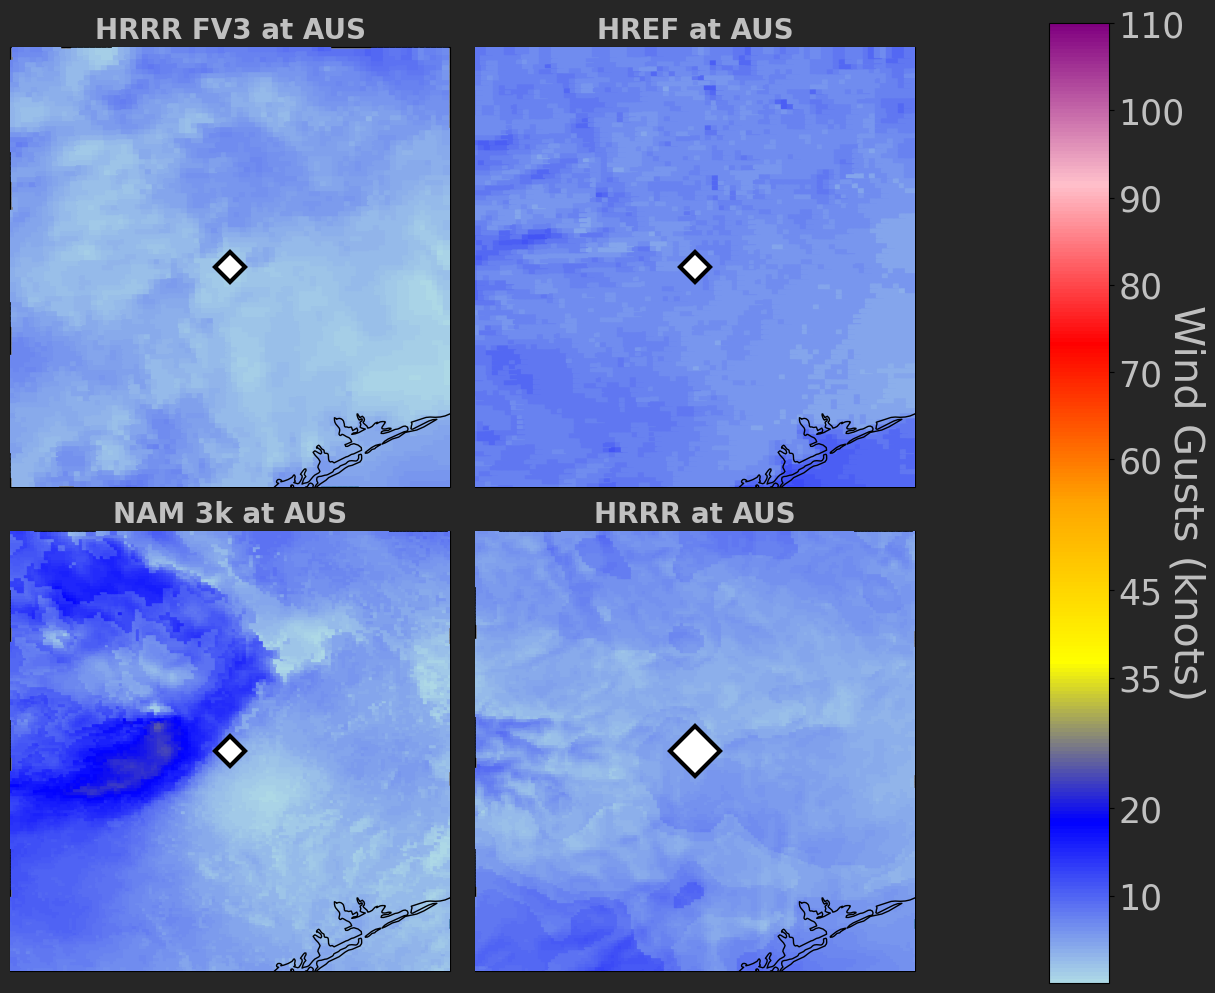 HRRR FV3 at AUS
HREF at AUS
NAM 3k at AUS
HRRR at AUS
110
100
90
80
70
60
45
35
20
10
Wind Gusts (knots)